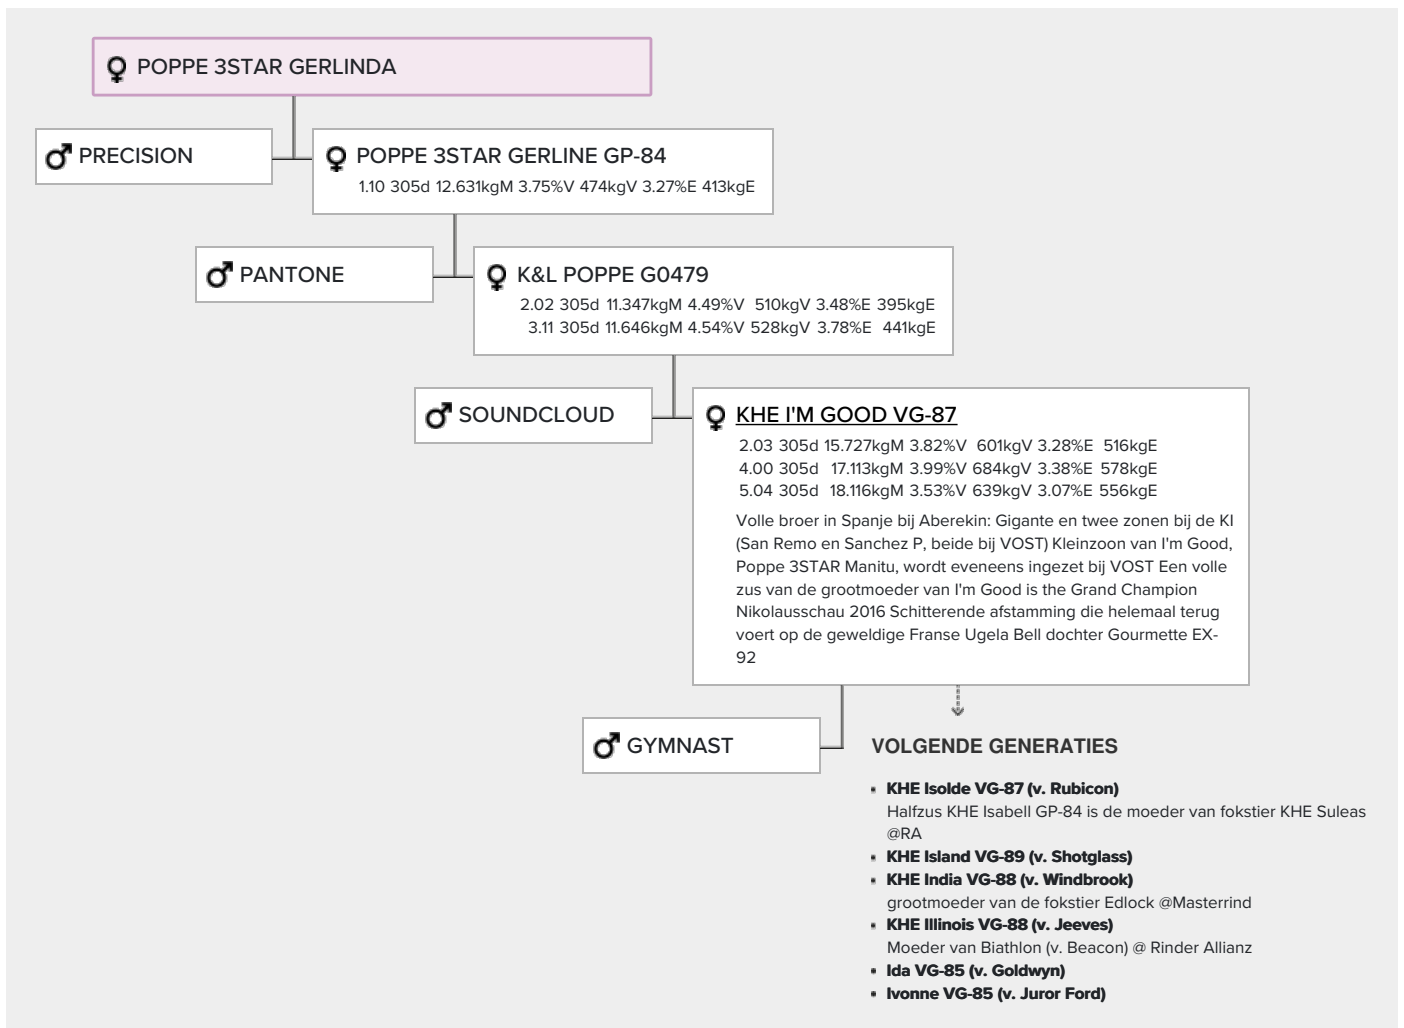 POPPE 3STAR GERLINDA
PRECISION
POPPE 3STAR GERLINE GP-84
1.10 305d 12.631kgM 3.75%V 474kgV 3.27%E 413kgE
PANTONE
K&L POPPE G0479
2.02 305d 11.347kgM 4.49%V 510kgV 3.48%E 395kgE
3.11 305d 11.646kgM 4.54%V 528kgV 3.78%E 441kgE
SOUNDCLOUD
KHE I'M GOOD VG-87
2.03 305d 15.727kgM 3.82%V 601kgV 3.28%E 516kgE
4.00 305d 17.113kgM 3.99%V 684kgV 3.38%E 578kgE
5.04 305d 18.116kgM 3.53%V 639kgV 3.07%E 556kgE
Volle broer in Spanje bij Aberekin: Gigante en twee zonen bij de KI
(San Remo en Sanchez P, beide bij VOST) Kleinzoon van I'm Good,
Poppe 3STAR Manitu, wordt eveneens ingezet bij VOST Een volle
zus van de grootmoeder van I'm Good is the Grand Champion
Nikolausschau 2016 Schitterende afstamming die helemaal terug
voert op de geweldige Franse Ugela Bell dochter Gourmette EX-
92
GYMNAST
VOLGENDE GENERATIES
KHE Isolde VG-87 (v. Rubicon)
Halfzus KHE Isabell GP-84 is de moeder van fokstier KHE Suleas
@RA
KHE Island VG-89 (v. Shotglass)
KHE India VG-88 (v. Windbrook)
grootmoeder van de fokstier Edlock @Masterrind
KHE Illinois VG-88 (v. Jeeves)
Moeder van Biathlon (v. Beacon) @ Rinder Allianz
Ida VG-85 (v. Goldwyn)
Ivonne VG-85 (v. Juror Ford)